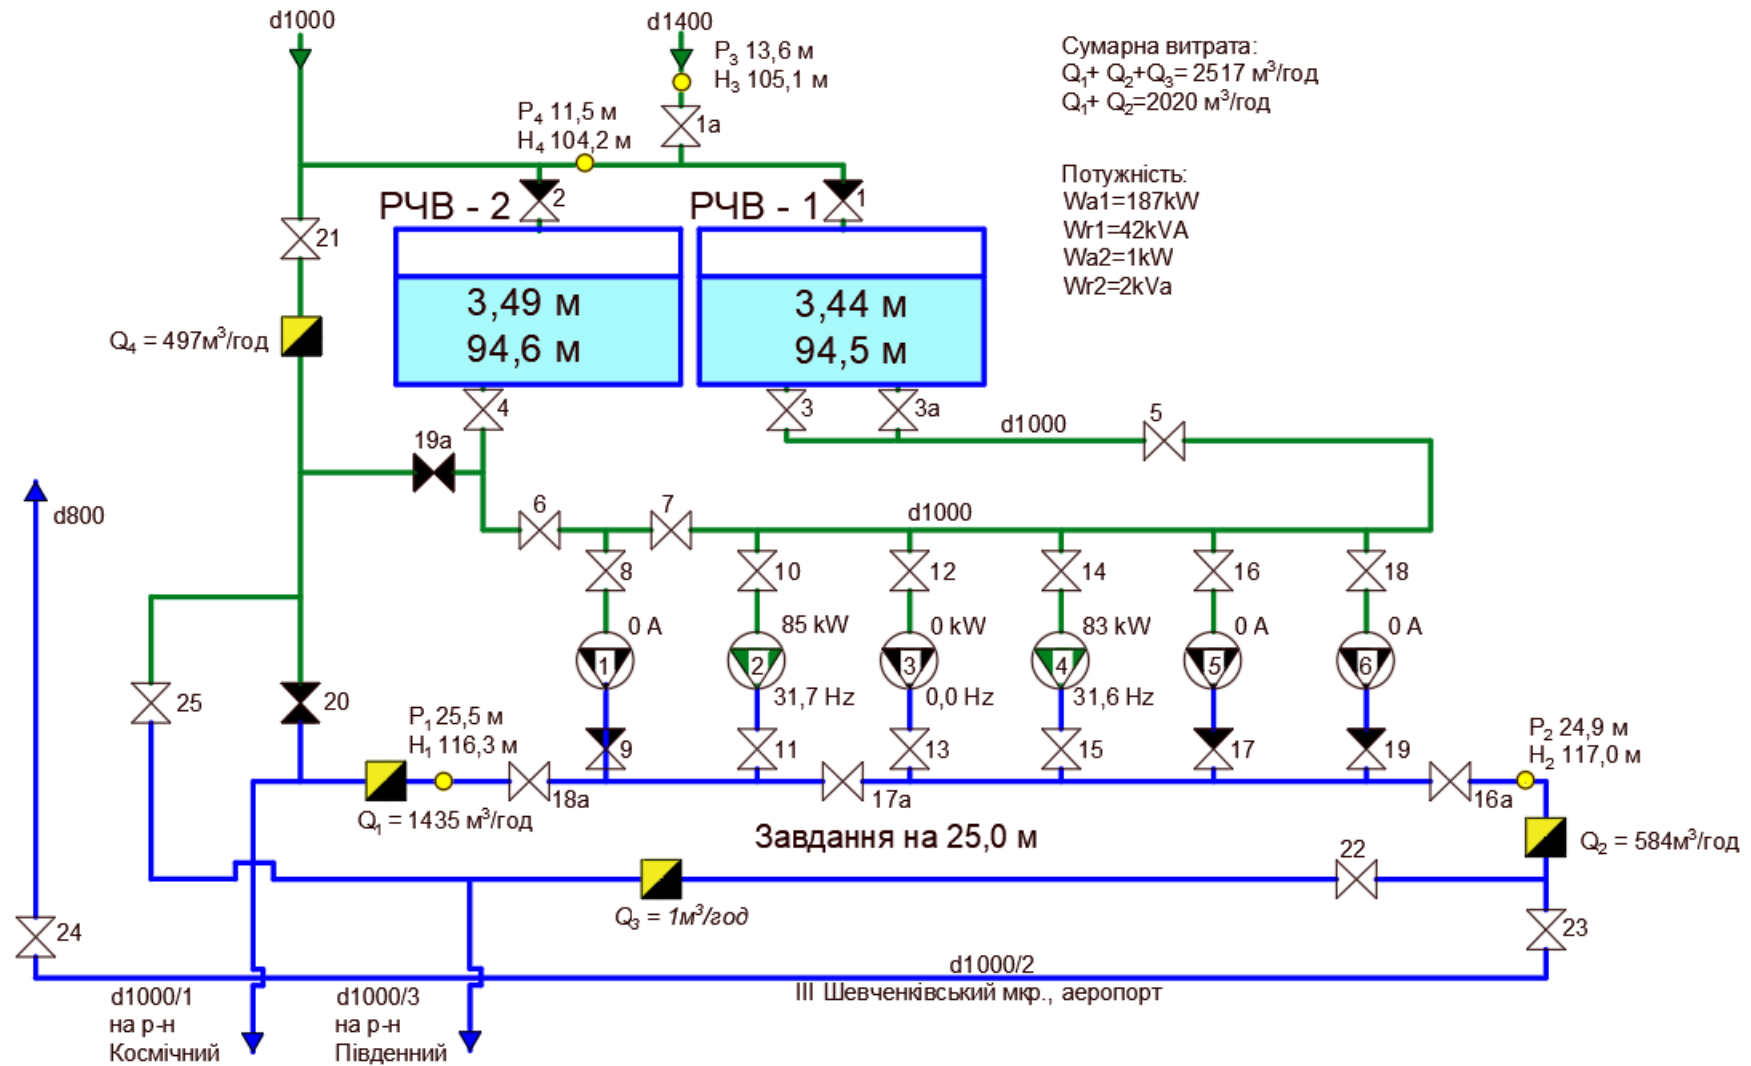 d1000
d1400
P₃ 13,6 м
H₃ 105,1 м
1а
P₄ 11,5 м
H₄ 104,2 м
Сумарна витрата:
Q₁+ Q₂+Q₃= 2517 м³/год
Q₁+ Q₂=2020 м³/год
Потужність:
Wa1=187kW
Wr1=42kVA
Wa2=1kW
Wr2=2kVa
РЧВ - 2
2
РЧВ - 1
1
21
3,49 м
94,6 м
3,44 м
94,5 м
Q₄ = 497м³/год
4
3
3а
d1000
5
19а
d800
6
7
d1000
8
10
12
14
16
18
0 A
85 kW
0 kW
83 kW
0 A
0 A
1
2
3
4
5
6
31,7 Hz
0,0 Hz
31,6 Hz
25
20
P₁ 25,5 м
H₁ 116,3 м
9
11
13
15
17
19
P₂ 24,9 м
H₂ 117,0 м
18а
17а
16а
Q₁ = 1435 м³/год
Завдання на 25,0 м
Q₂ = 584м³/год
22
Q₃ = 1м³/год
24
23
d1000/2
III Шевченківський мкр., аеропорт
d1000/1
на р-н
Космічний
d1000/3
на р-н
Південний